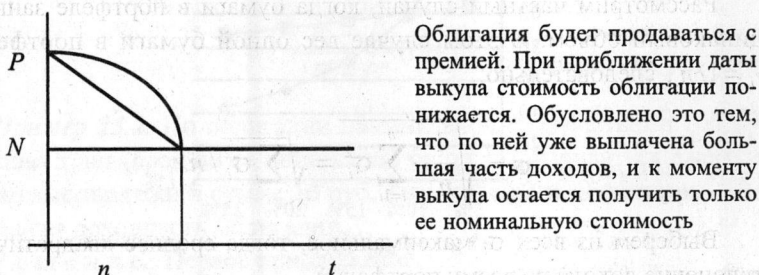 Облигация будет продаваться с
премией. При приближении даты
выкупа стоимость облигации по-
нижается. Обусловлено это тем,
что по ней уже выплачена боль-
шая часть доходов, и к моменту
выкупа остается получить только
ее номинальную стоимость.
P
N
n
t